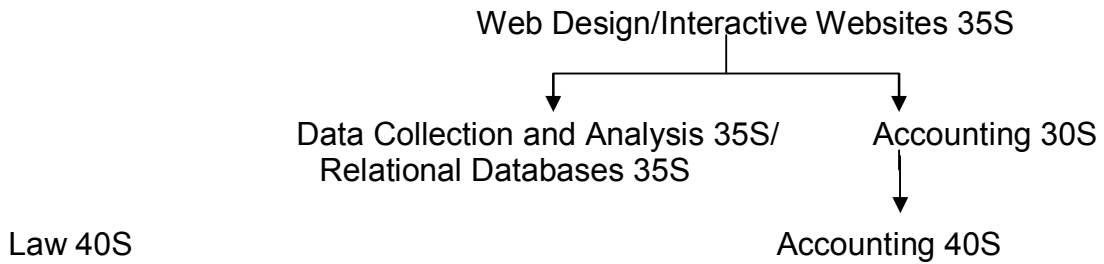 Web Design/Interactive Websites 35S
Data Collection and Analysis 35S/ Accounting 30S
Relational Databases 35S
Law 40S Accounting 40S